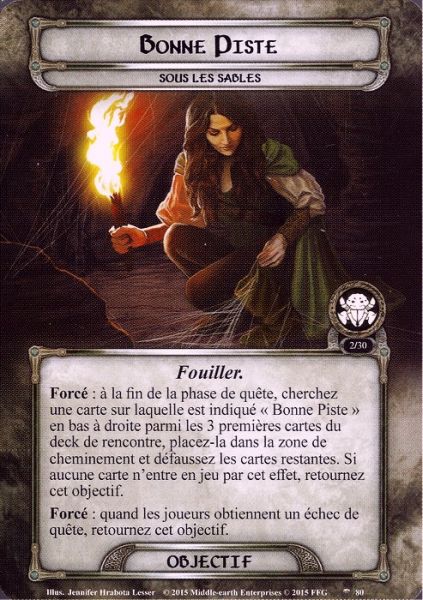 Bonne Piste
SOUS LES SABLES
2/30
Fouiller.
Forcé : à la fin de la phase de quête, cherchez
une carte sur laquelle est indiqué « Bonne Piste »
en bas à droite parmi les 3 premières cartes du
deck de rencontre, placez-la dans la zone de
cheminement et défaussez les cartes restantes. Si
aucune carte n'entre en jeu par cet effet, retournez
cet objectif.
Forcé : quand les joueurs obtiennent un échec de
quête, retournez cet objectif.
OBJECTIF
Illus. Jennifer Hrabota Lesser © 2015 Middle-earth Enterprises © 2015 FFG 80